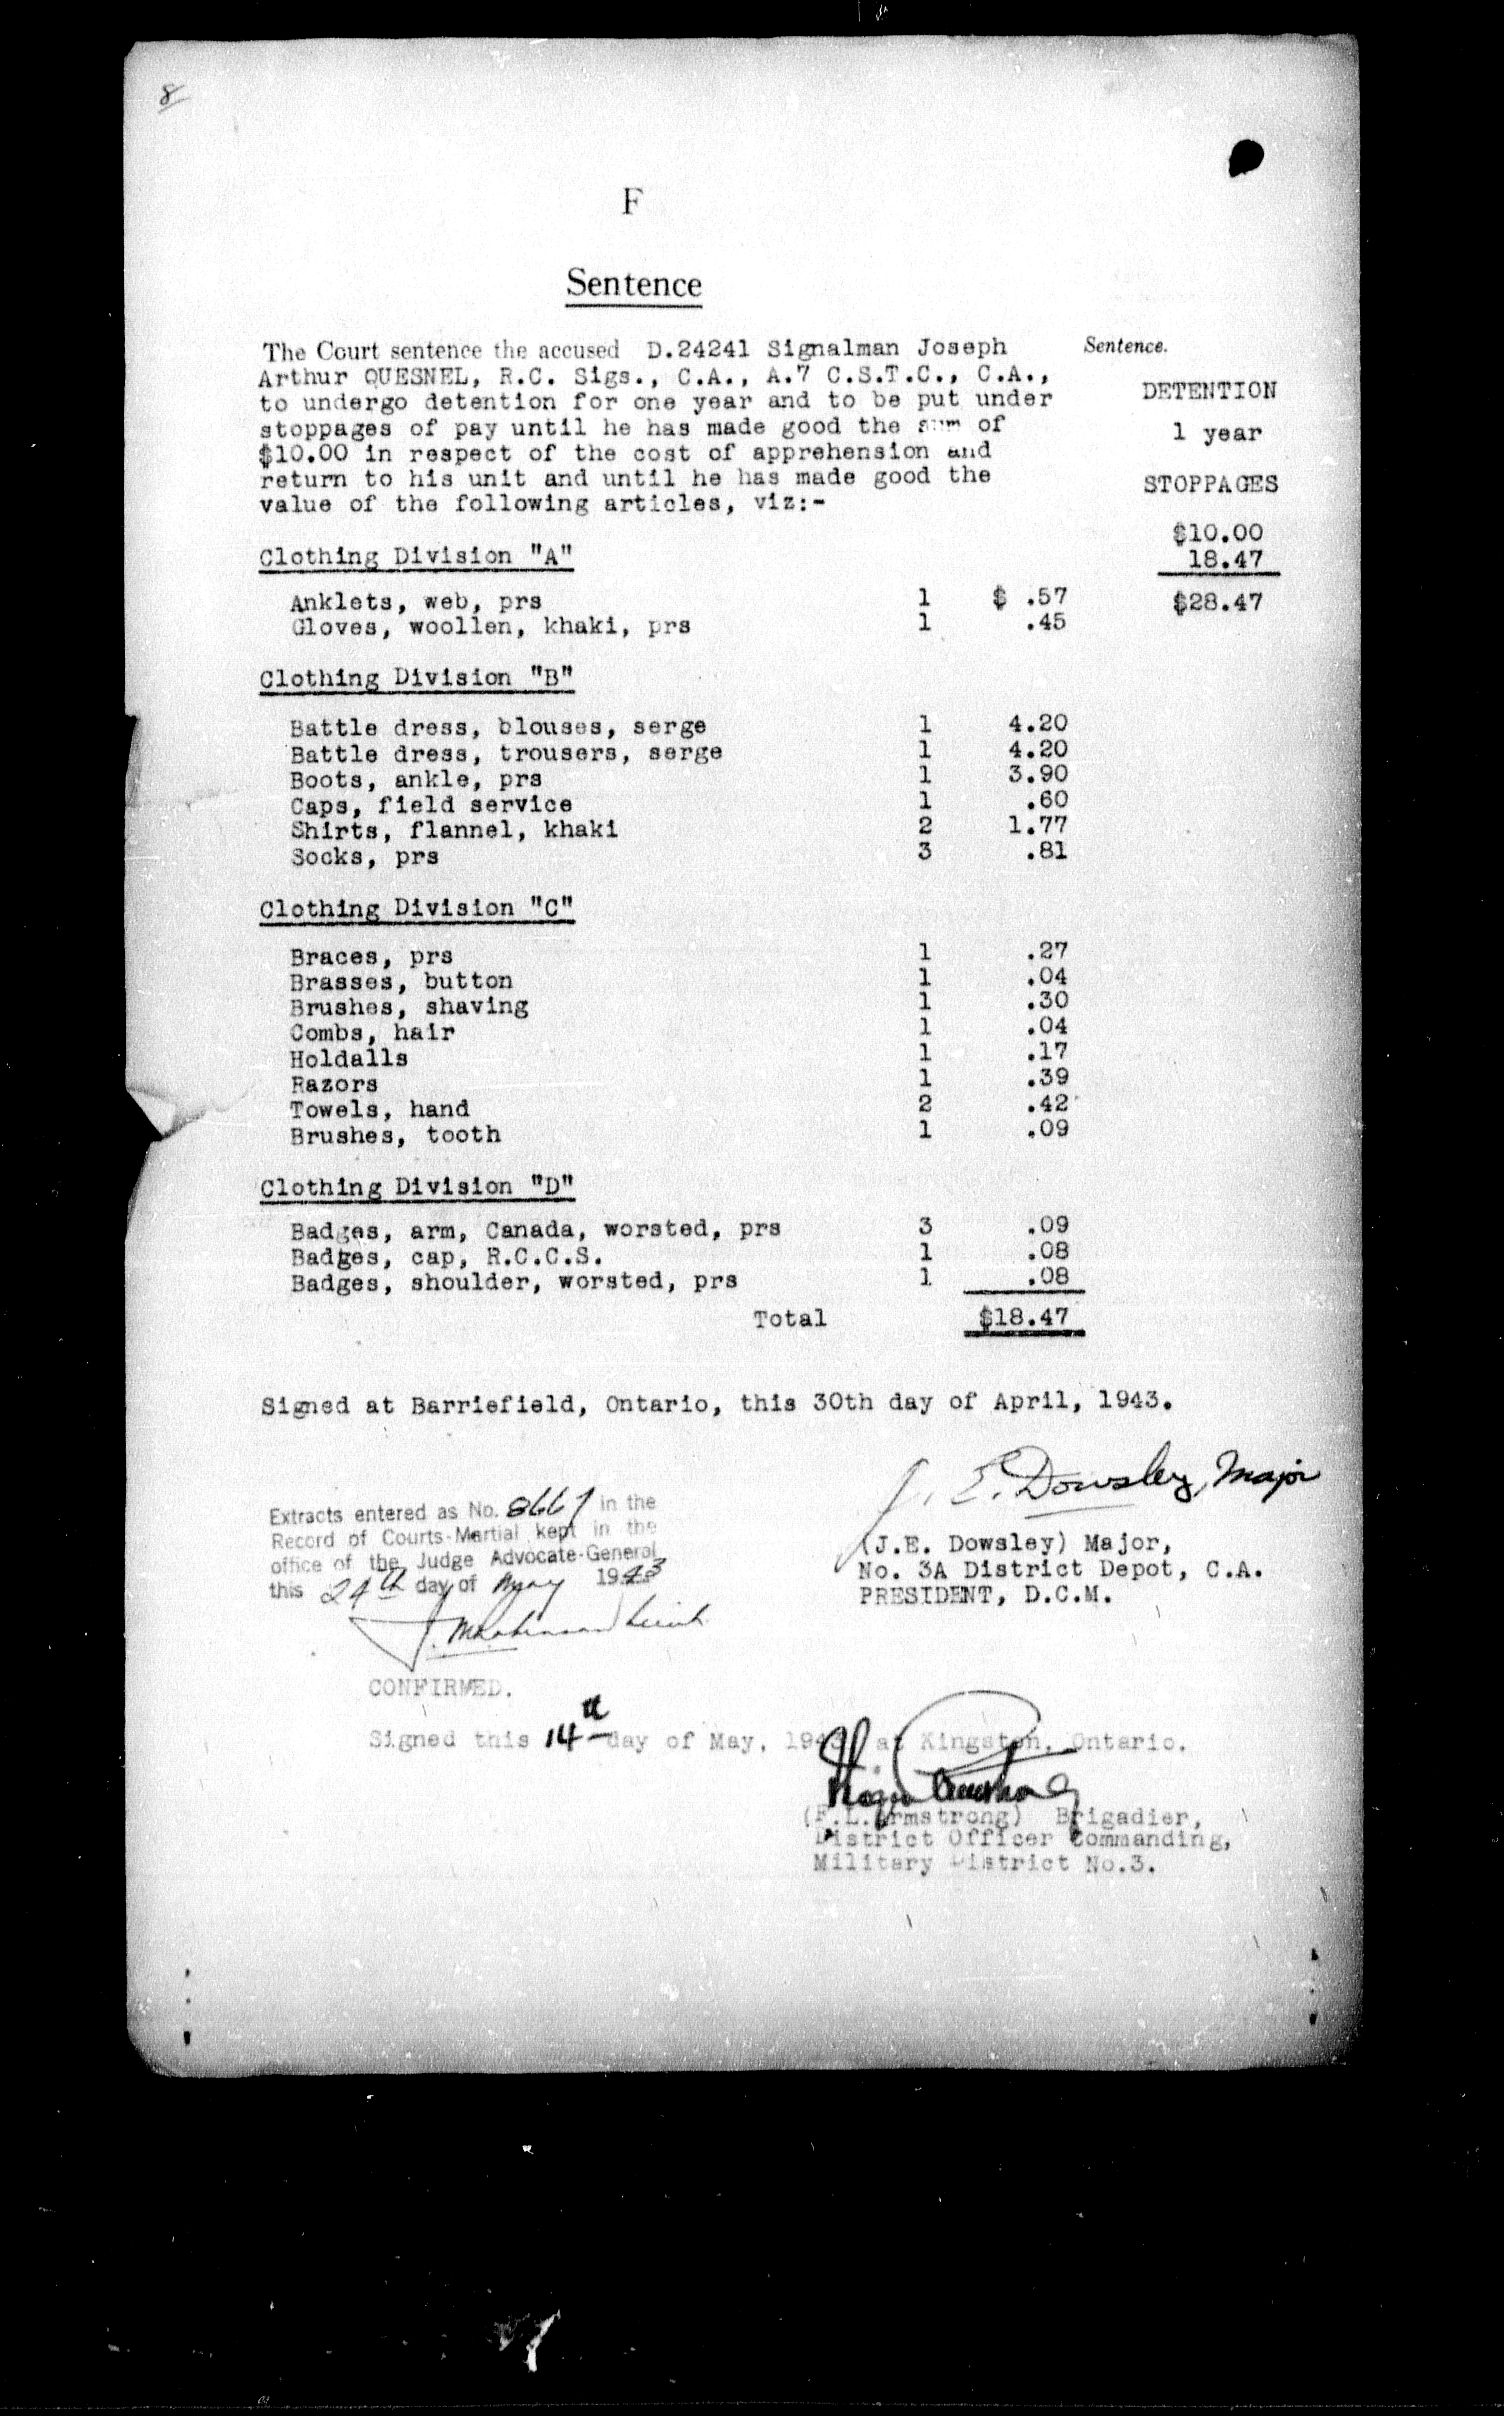 8
F
Sentence
The Court sentence the accused D.24241 Signalman Joseph
Arthur QUESNEL, R.C. Sigs., C.A., A.7 C.S.T.C., C.A.,
to undergo detention for one year and to be put under
stoppages of pay until he has made good the sum of
$10.00 in respect of the cost of apprehension and
return to his unit and until he has made good the
value of the following articles, viz:-
Sentence.
DETENTION
1 year
STOPPAGES
$10.00
18.47
$28.47
Clothing Division "A"
Anklets, web, prs 1 $ .57
Gloves, woollen, khaki, prs 1 .45
Clothing Division "B"
Battle dress, blouses, serge 1 4.20
Battle dress, trousers, serge 1 4.20
Boots, ankle, prs 1 3.90
Caps, field service 1 .60
Shirts, flannel, khaki 2 1.77
Socks, prs 3 .81
Clothing Division "C"
Braces, prs 1 .27
Brasses, button 1 .04
Brushes, shaving 1 .30
Combs, hair 1 .04
Holdalls 1 .17
Razors 1 .39
Towels, hand 2 .42
Brushes, tooth 1 .09
Clothing Division "D"
Badges, arm, Canada, worsted, prs 3 .09
Badges, cap, R.C.C.S. 1 .08
Badges, shoulder, worsted, prs 1 .08
Total $18.47
Signed at Barriefield, Ontario, this 30th day of April, 1943.
J. E. Dowsley, Major
(J.E. Dowsley) Major,
No. 3A District Depot, C.A.
PRESIDENT, D.C.M.
Extracts entered as No. 8667 in the
Record of Courts-Martial kept in the
office of the Judge Advocate-General
this 24th day of May 1943
CONFIRMED.
Signed this 14th day of May, 1943 at Kingston, Ontario.
(F.L. Armstrong) Brigadier,
District Officer Commanding,
Military District No.3.